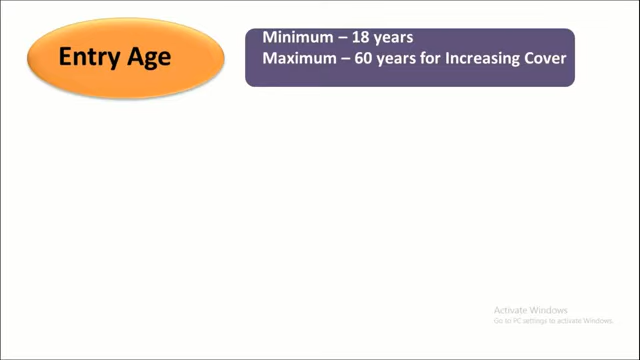 Entry Age
Minimum – 18 years
Maximum – 60 years for Increasing Cover
Activate Windows
Go to PC settings to activate Windows.